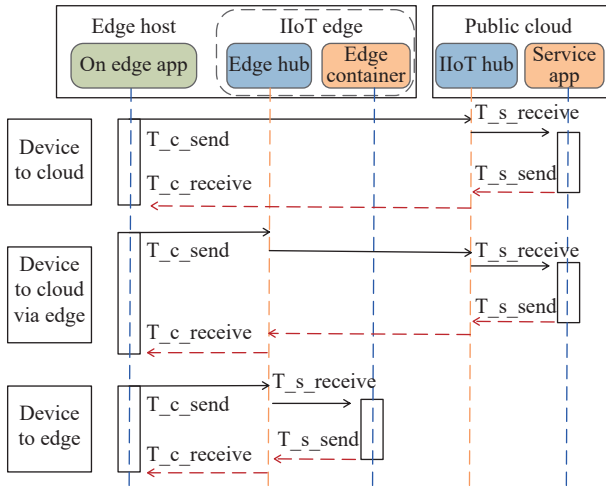 Edge host
IIoT edge
Public cloud
On edge app
Edge hub
Edge
container
IIoT hub
Service
app
Device
to cloud
T_c_send
T_s_receive
T_s_send
T_c_receive
Device
to cloud
via edge
T_c_send
T_s_receive
T_s_send
T_c_receive
Device
to edge
T_c_send
T_s_receive
T_s_send
T_c_receive